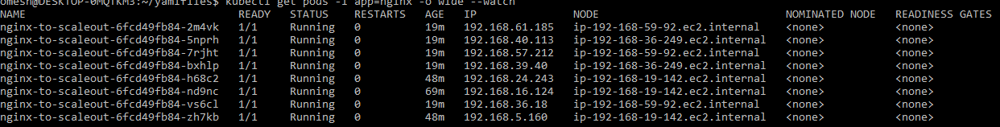 omesh@DESKTOP-0MQTKM3:~/yamlfiles$ kubectl get pods -l app=nginx -o wide --watch
NAME READY STATUS RESTARTS AGE IP NODE NOMINATED NODE READINESS GATES
nginx-to-scaleout-6fcd49fb84-2m4vk 1/1 Running 0 19m 192.168.61.185 ip-192-168-59-92.ec2.internal <none> <none>
nginx-to-scaleout-6fcd49fb84-5nprh 1/1 Running 0 19m 192.168.40.113 ip-192-168-36-249.ec2.internal <none> <none>
nginx-to-scaleout-6fcd49fb84-7rjht 1/1 Running 0 19m 192.168.57.212 ip-192-168-59-92.ec2.internal <none> <none>
nginx-to-scaleout-6fcd49fb84-bxhlp 1/1 Running 0 19m 192.168.39.40 ip-192-168-36-249.ec2.internal <none> <none>
nginx-to-scaleout-6fcd49fb84-h68c2 1/1 Running 0 48m 192.168.24.243 ip-192-168-19-142.ec2.internal <none> <none>
nginx-to-scaleout-6fcd49fb84-nd9nc 1/1 Running 0 69m 192.168.16.124 ip-192-168-19-142.ec2.internal <none> <none>
nginx-to-scaleout-6fcd49fb84-vs6cl 1/1 Running 0 19m 192.168.36.18 ip-192-168-59-92.ec2.internal <none> <none>
nginx-to-scaleout-6fcd49fb84-zh7kb 1/1 Running 0 48m 192.168.5.160 ip-192-168-19-142.ec2.internal <none> <none>